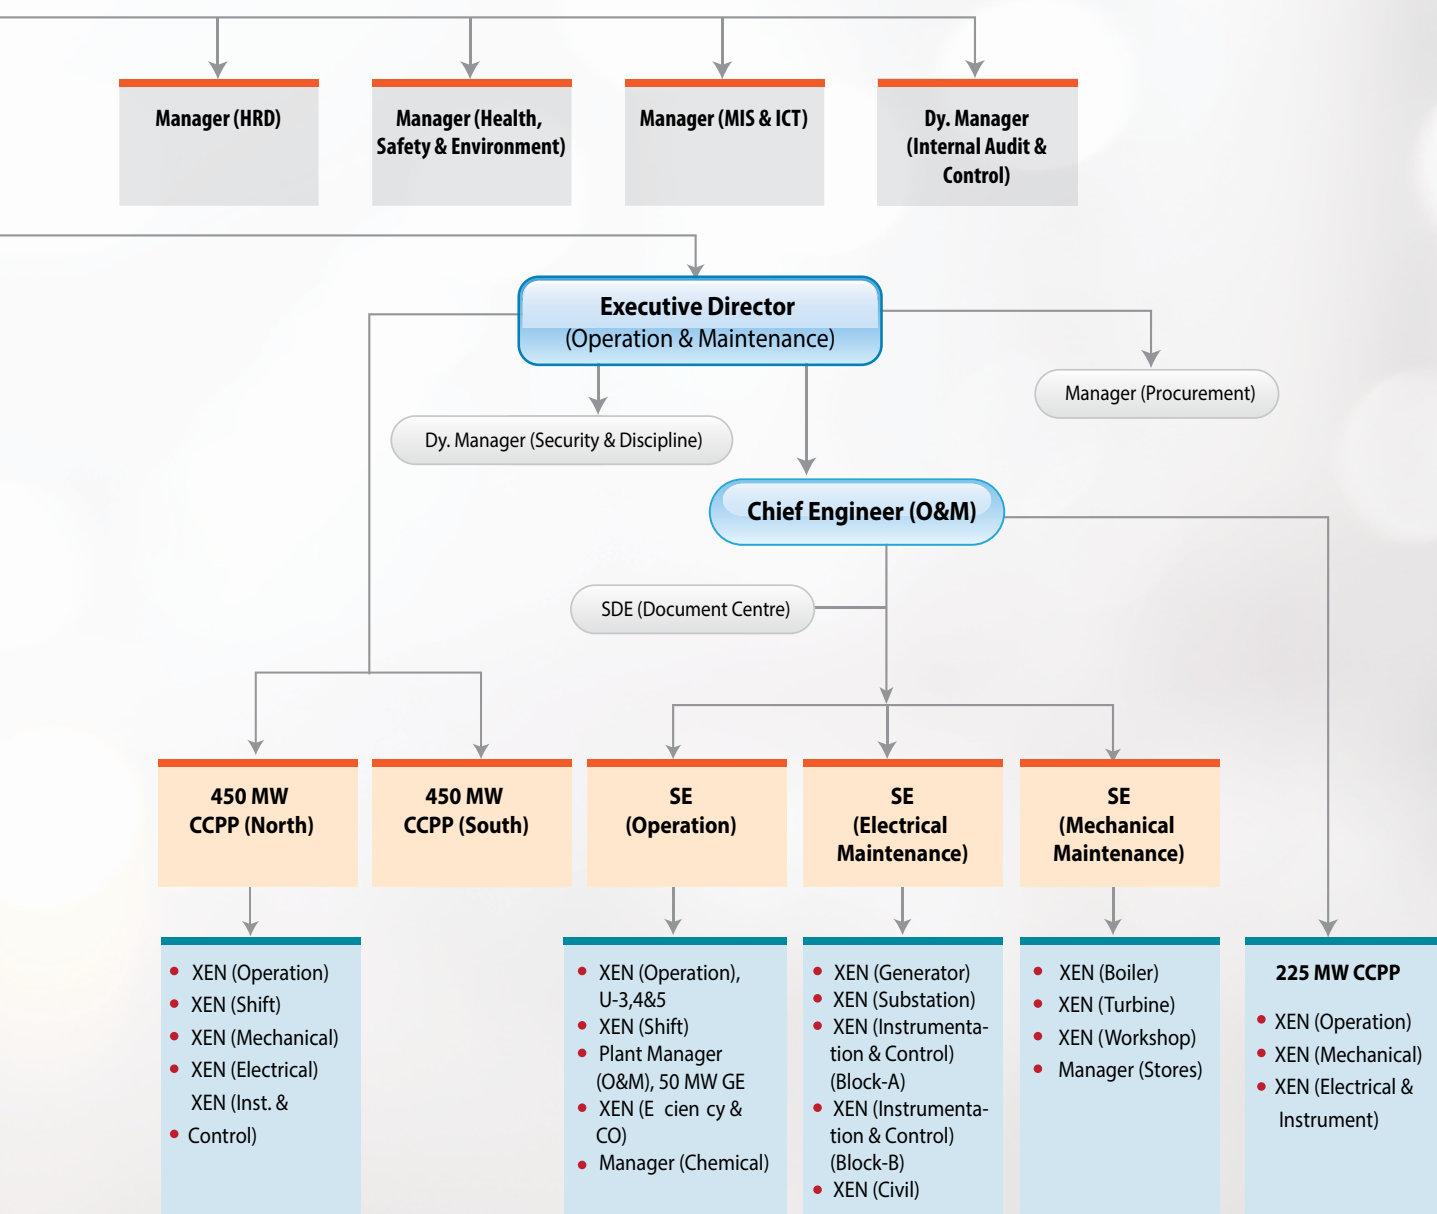 Manager (HRD)
Manager (Health,
Safety & Environment)
Manager (MIS & ICT)
Dy. Manager
(Internal Audit &
Control)
Executive Director
(Operation & Maintenance)
Manager (Procurement)
Dy. Manager (Security & Discipline)
Chief Engineer (O&M)
SDE (Document Centre)
450 MW
CCPP (North)
450 MW
CCPP (South)
SE
(Operation)
SE
(Electrical
Maintenance)
SE
(Mechanical
Maintenance)
XEN (Operation)
XEN (Shift)
XEN (Mechanical)
XEN (Electrical)
XEN (Inst. &
Control)
XEN (Operation),
U-3,4&5
XEN (Shift)
Plant Manager
(O&M), 50 MW GE
XEN (E cien cy &
CO)
Manager (Chemical)
XEN (Generator)
XEN (Substation)
XEN (Instrumenta-
tion & Control)
(Block-A)
XEN (Instrumenta-
tion & Control)
(Block-B)
XEN (Civil)
XEN (Boiler)
XEN (Turbine)
XEN (Workshop)
Manager (Stores)
225 MW CCPP
XEN (Operation)
XEN (Mechanical)
XEN (Electrical &
Instrument)